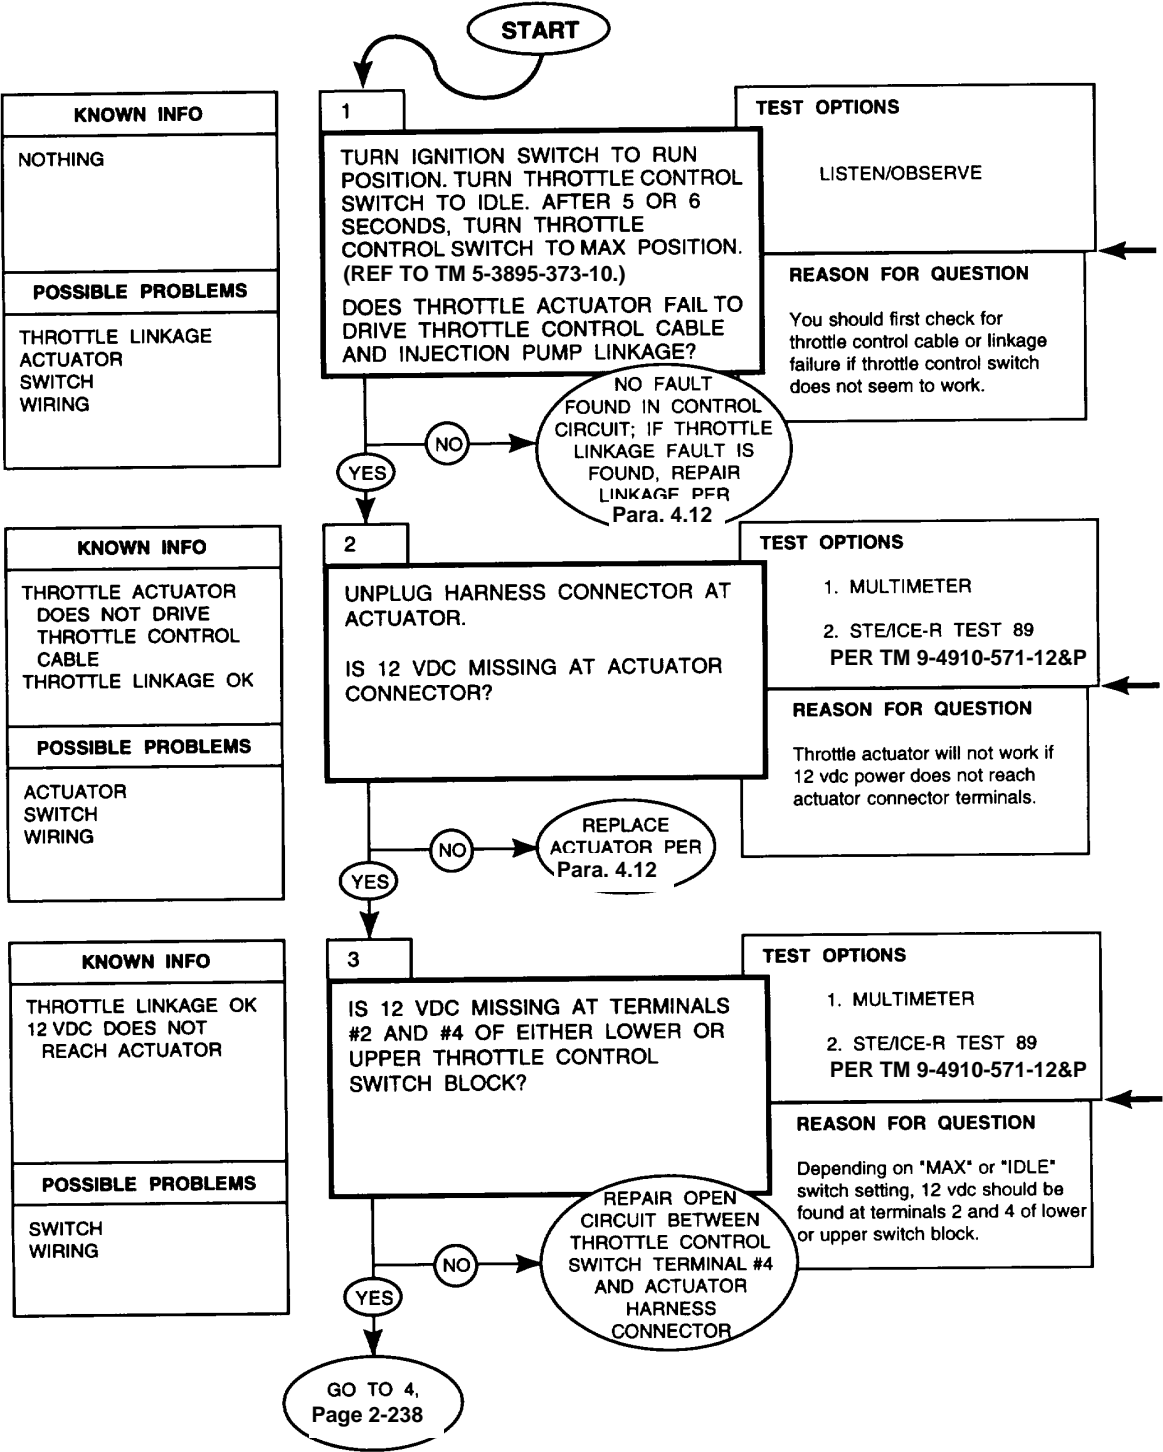 START
KNOWN INFO
NOTHING
POSSIBLE PROBLEMS
THROTTLE LINKAGE
ACTUATOR
SWITCH
WIRING
1
TURN IGNITION SWITCH TO RUN
POSITION. TURN THROTTLE CONTROL
SWITCH TO IDLE. AFTER 5 OR 6
SECONDS, TURN THROTTLE
CONTROL SWITCH TO MAX POSITION.
(REF TO TM 5-3895-373-10.)
DOES THROTTLE ACTUATOR FAIL TO
DRIVE THROTTLE CONTROL CABLE
AND INJECTION PUMP LINKAGE?
TEST OPTIONS
LISTEN/OBSERVE
REASON FOR QUESTION
You should first check for
throttle control cable or linkage
failure if throttle control switch
does not seem to work.
NO
NO FAULT
FOUND IN CONTROL
CIRCUIT; IF THROTTLE
LINKAGE FAULT IS
FOUND, REPAIR
LINKAGE PER
Para. 4.12
YES
KNOWN INFO
THROTTLE ACTUATOR
DOES NOT DRIVE
THROTTLE CONTROL
CABLE
THROTTLE LINKAGE OK
POSSIBLE PROBLEMS
ACTUATOR
SWITCH
WIRING
2
UNPLUG HARNESS CONNECTOR AT
ACTUATOR.
IS 12 VDC MISSING AT ACTUATOR
CONNECTOR?
TEST OPTIONS
1. MULTIMETER
2. STE/ICE-R TEST 89
PER TM 9-4910-571-12&P
REASON FOR QUESTION
Throttle actuator will not work if
12 vdc power does not reach
actuator connector terminals.
NO
REPLACE
ACTUATOR PER
Para. 4.12
YES
KNOWN INFO
THROTTLE LINKAGE OK
12 VDC DOES NOT
REACH ACTUATOR
POSSIBLE PROBLEMS
SWITCH
WIRING
3
IS 12 VDC MISSING AT TERMINALS
#2 AND #4 OF EITHER LOWER OR
UPPER THROTTLE CONTROL
SWITCH BLOCK?
TEST OPTIONS
1. MULTIMETER
2. STE/ICE-R TEST 89
PER TM 9-4910-571-12&P
REASON FOR QUESTION
Depending on "MAX" or "IDLE"
switch setting, 12 vdc should be
found at terminals 2 and 4 of lower
or upper switch block.
NO
REPAIR OPEN
CIRCUIT BETWEEN
THROTTLE CONTROL
SWITCH TERMINAL #4
AND ACTUATOR
HARNESS
CONNECTOR
YES
GO TO 4,
Page 2-238